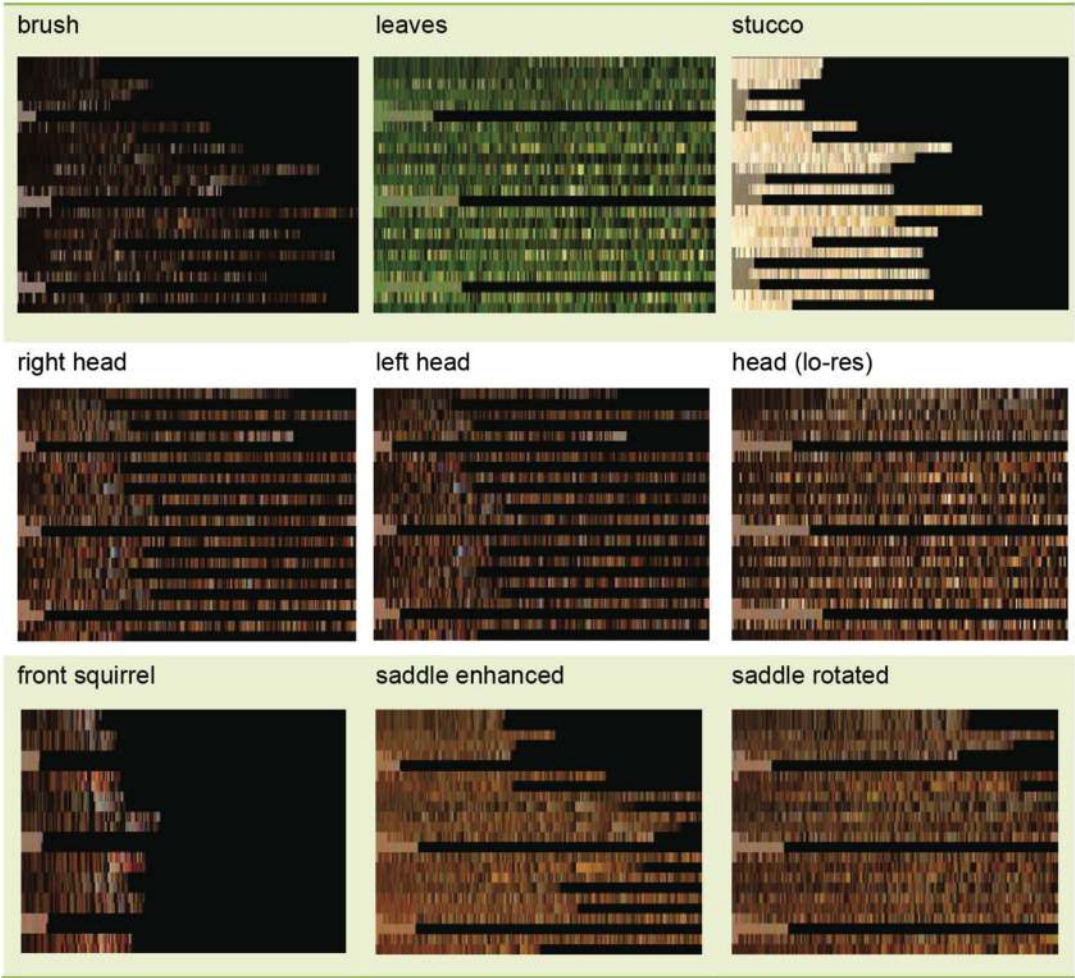 brush
leaves
stucco
right head
left head
head (lo-res)
front squirrel
saddle enhanced
saddle rotated